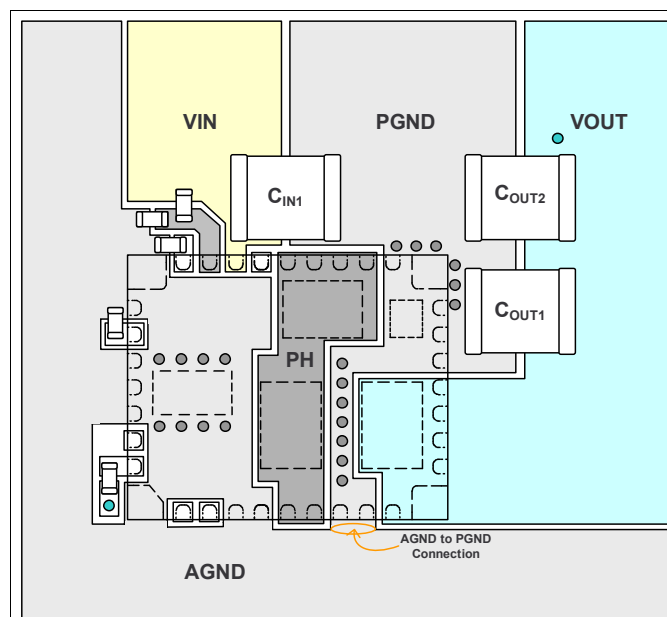 VIN
PGND
VOUT
CIN1
COUT2
COUT1
PH
AGND to PGND
Connection
AGND